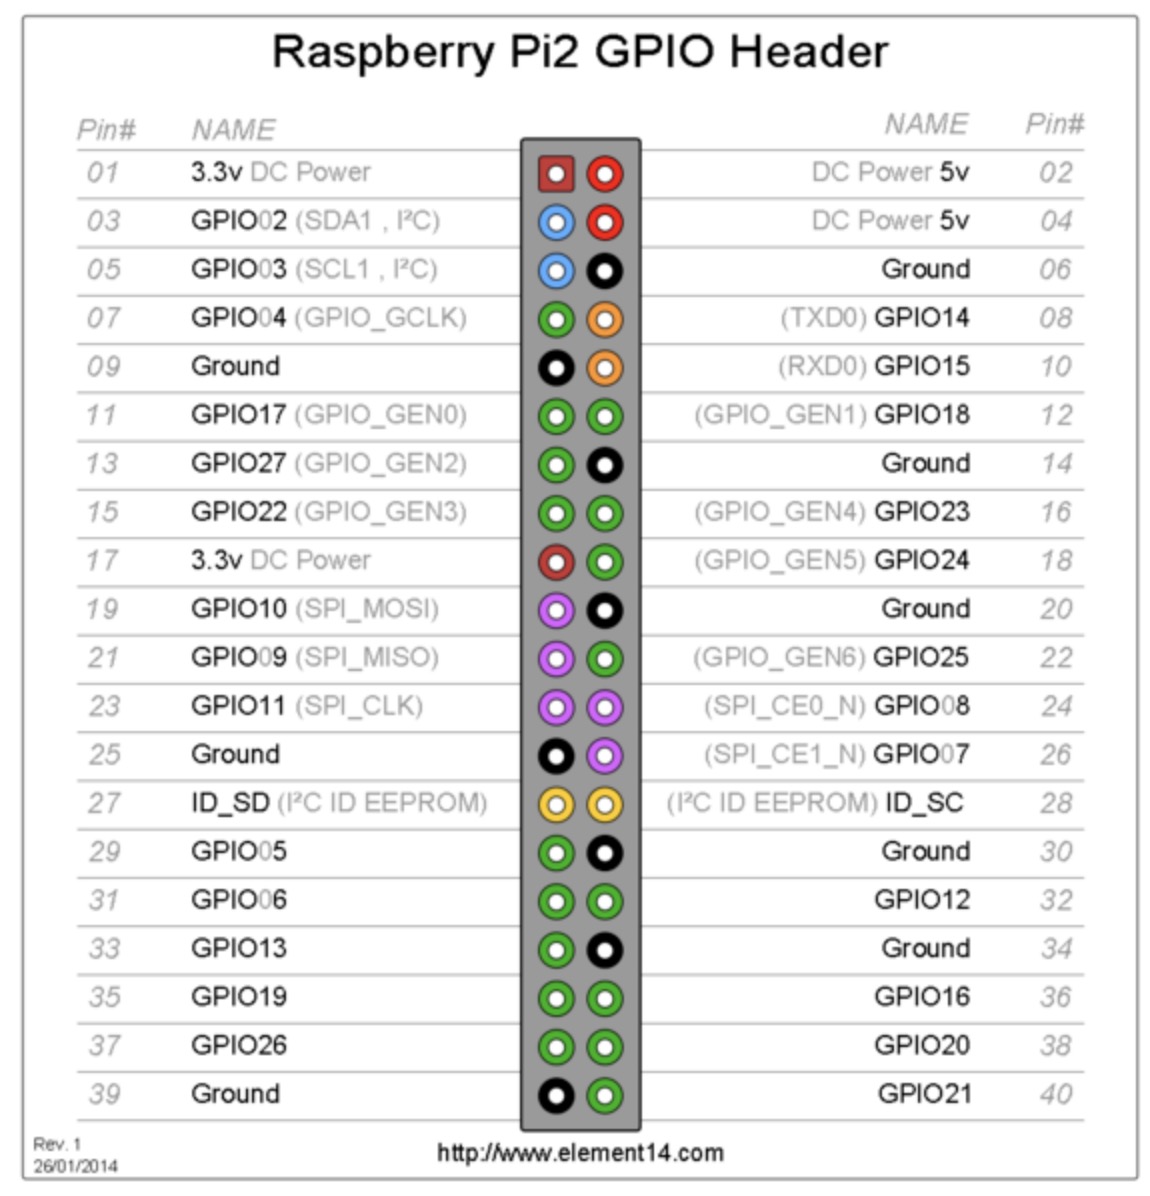 Raspberry Pi2 GPIO Header
Pin# NAME NAME Pin#
01 3.3v DC Power DC Power 5v 02
03 GPIO02 (SDA1 , I²C) DC Power 5v 04
05 GPIO03 (SCL1 , I²C) Ground 06
07 GPIO04 (GPIO_GCLK) (TXD0) GPIO14 08
09 Ground (RXD0) GPIO15 10
11 GPIO17 (GPIO_GEN0) (GPIO_GEN1) GPIO18 12
13 GPIO27 (GPIO_GEN2) Ground 14
15 GPIO22 (GPIO_GEN3) (GPIO_GEN4) GPIO23 16
17 3.3v DC Power (GPIO_GEN5) GPIO24 18
19 GPIO10 (SPI_MOSI) Ground 20
21 GPIO09 (SPI_MISO) (GPIO_GEN6) GPIO25 22
23 GPIO11 (SPI_CLK) (SPI_CE0_N) GPIO08 24
25 Ground (SPI_CE1_N) GPIO07 26
27 ID_SD (I²C ID EEPROM) (I²C ID EEPROM) ID_SC 28
29 GPIO05 Ground 30
31 GPIO06 GPIO12 32
33 GPIO13 Ground 34
35 GPIO19 GPIO16 36
37 GPIO26 GPIO20 38
39 Ground GPIO21 40
Rev. 1
26/01/2014
http://www.element14.com